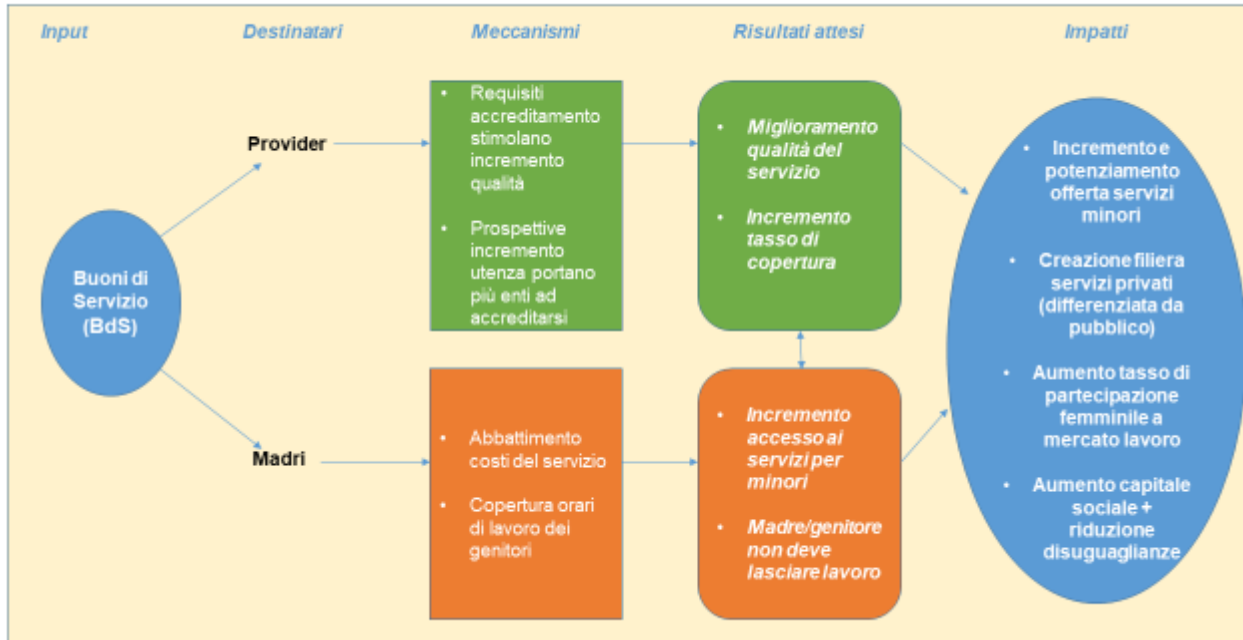 Input
Destinatari
Meccanismi
Risultati attesi
Impatti
Buoni di
Servizio
(BdS)
Provider
• Requisiti
accreditamento
stimolano
incremento
qualità
• Prospettive
incremento
utenza portano
più enti ad
accreditarsi
• Miglioramento
qualità del
servizio
• Incremento
tasso di
copertura
Madri
• Abbattimento
costi del servizio
• Copertura orari
di lavoro dei
genitori
• Incremento
accesso ai
servizi per
minori
• Madre/genitore
non deve
lasciare lavoro
• Incremento e
potenziamento
offerta servizi
minori
• Creazione filiera
servizi privati
(differenziata da
pubblico)
• Aumento tasso di
partecipazione
femminile a
mercato lavoro
• Aumento capitale
sociale +
riduzione
disuguaglianze